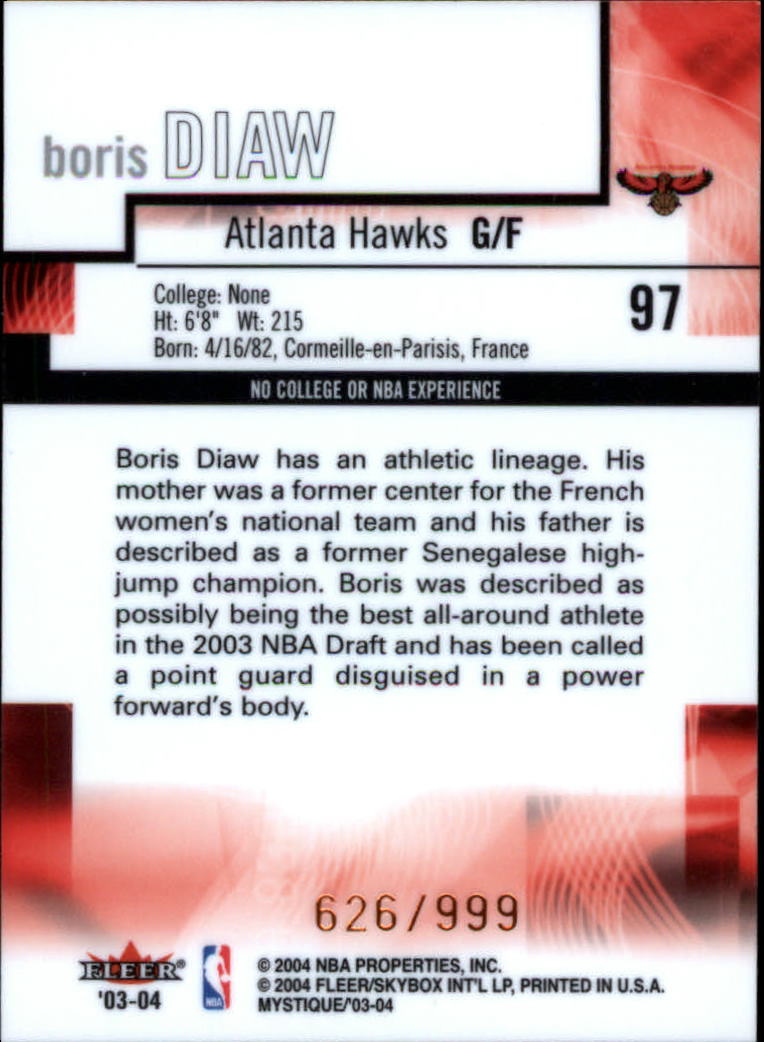 boris DIAW
Atlanta Hawks G/F
College: None
Ht: 6'8" Wt: 215
Born: 4/16/82, Cormeille-en-Parisis, France
97
NO COLLEGE OR NBA EXPERIENCE
Boris Diaw has an athletic lineage. His
mother was a former center for the French
women's national team and his father is
described as a former Senegalese high-
jump champion. Boris was described as
possibly being the best all-around athlete
in the 2003 NBA Draft and has been called
a point guard disguised in a power
forward's body.
626/999
FLEER®
'03-04
NBA
© 2004 NBA PROPERTIES, INC.
© 2004 FLEER/SKYBOX INT'L LP, PRINTED IN U.S.A.
MYSTIQUE/'03-04